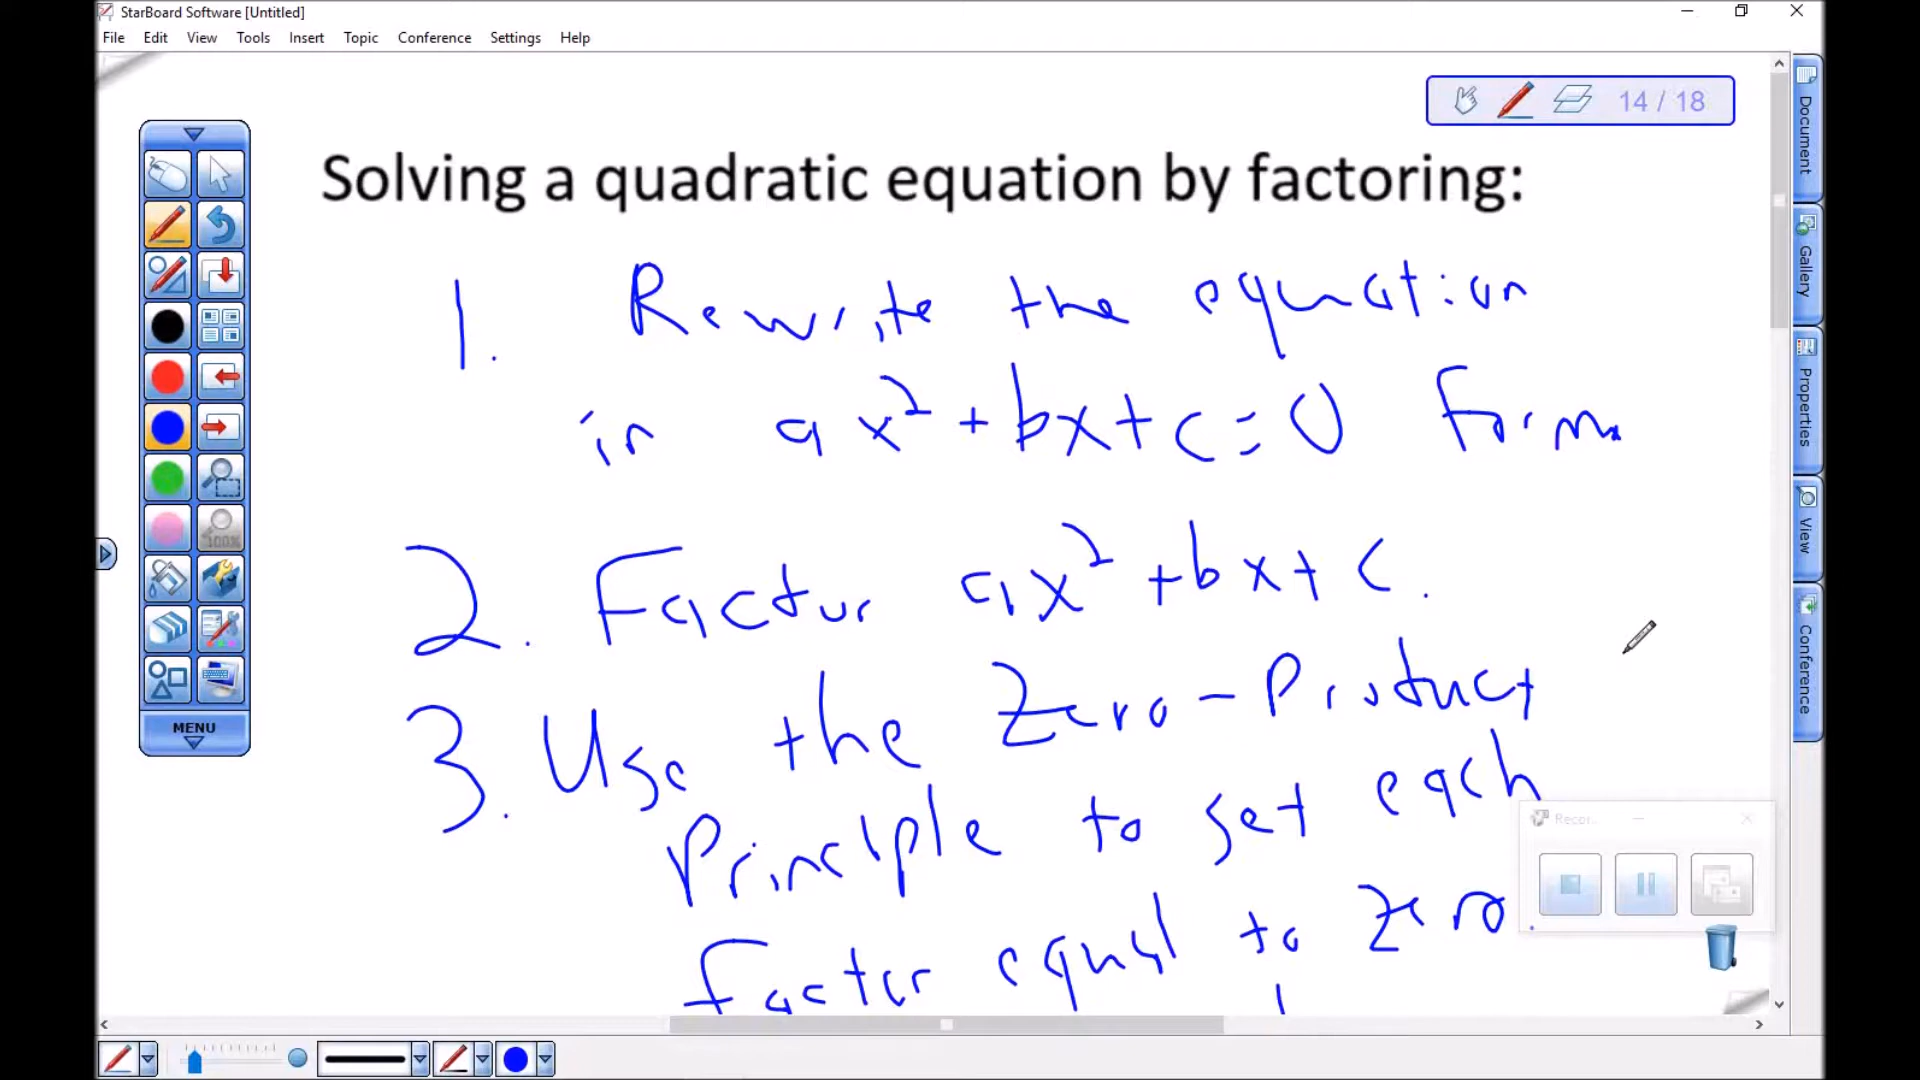 StarBoard Software [Untitled]
File Edit View Tools Insert Topic Conference Settings Help
14 / 18
Document
Gallery
Properties
View
Conference
100%
MENU
Solving a quadratic equation by factoring:
1. Rewrite the equation
in ax² + bx + c = 0 form
2. Factor ax² + bx + c.
3. Use the Zero-Product
Principle to set each
factor equal to zero.
Recor...